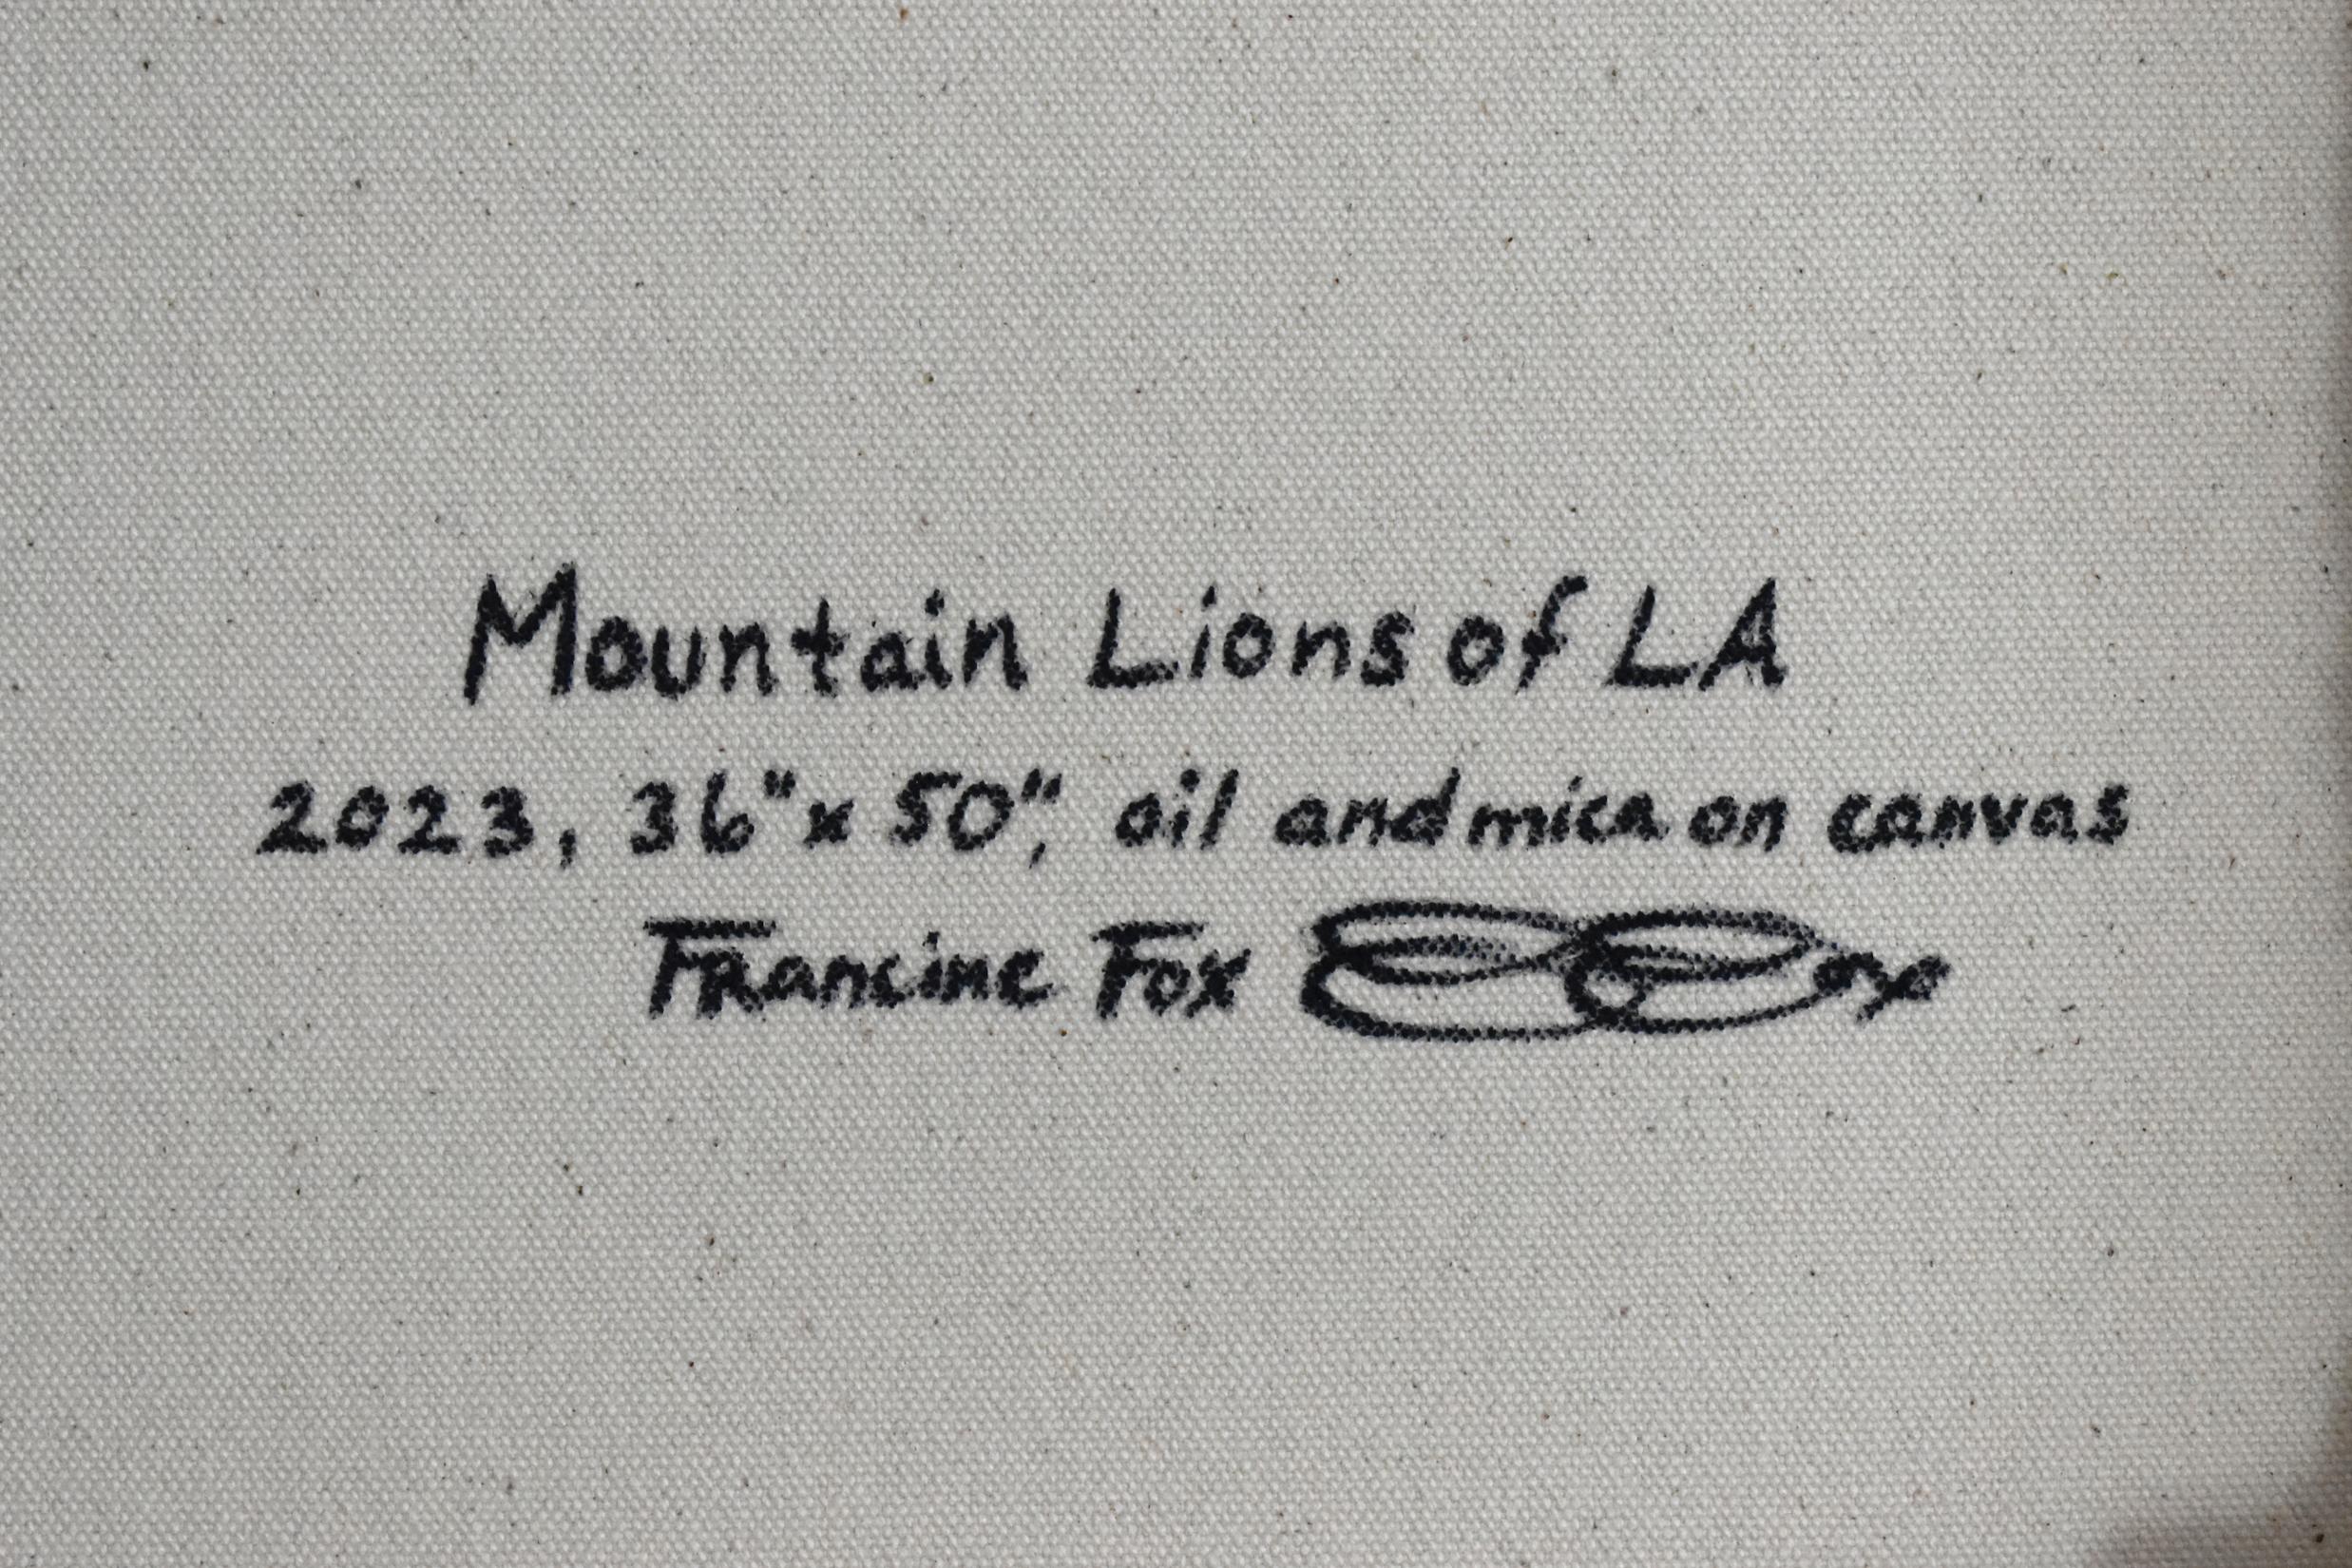 Mountain Lions of LA
2023, 36"x 50", oil and mica on canvas
Francine Fox